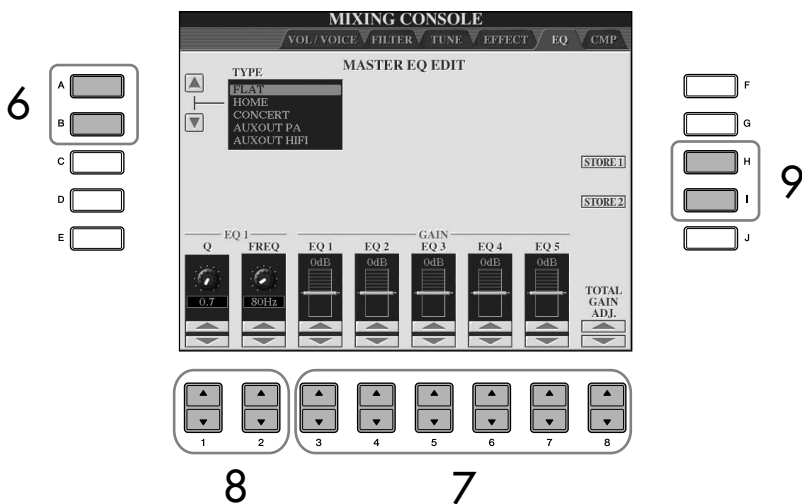 MIXING CONSOLE
VOL / VOICE FILTER TUNE EFFECT EQ CMP
MASTER EQ EDIT
TYPE
FLAT
HOME
CONCERT
AUXOUT PA
AUXOUT HIFI
6
A
B
C
D
E
F
G
H
I
J
9
STORE 1
STORE 2
EQ 1
GAIN
Q FREQ EQ 1 EQ 2 EQ 3 EQ 4 EQ 5
0dB 0dB 0dB 0dB 0dB
0.7 80Hz
TOTAL
GAIN
ADJ.
1 2 3 4 5 6 7 8
8 7